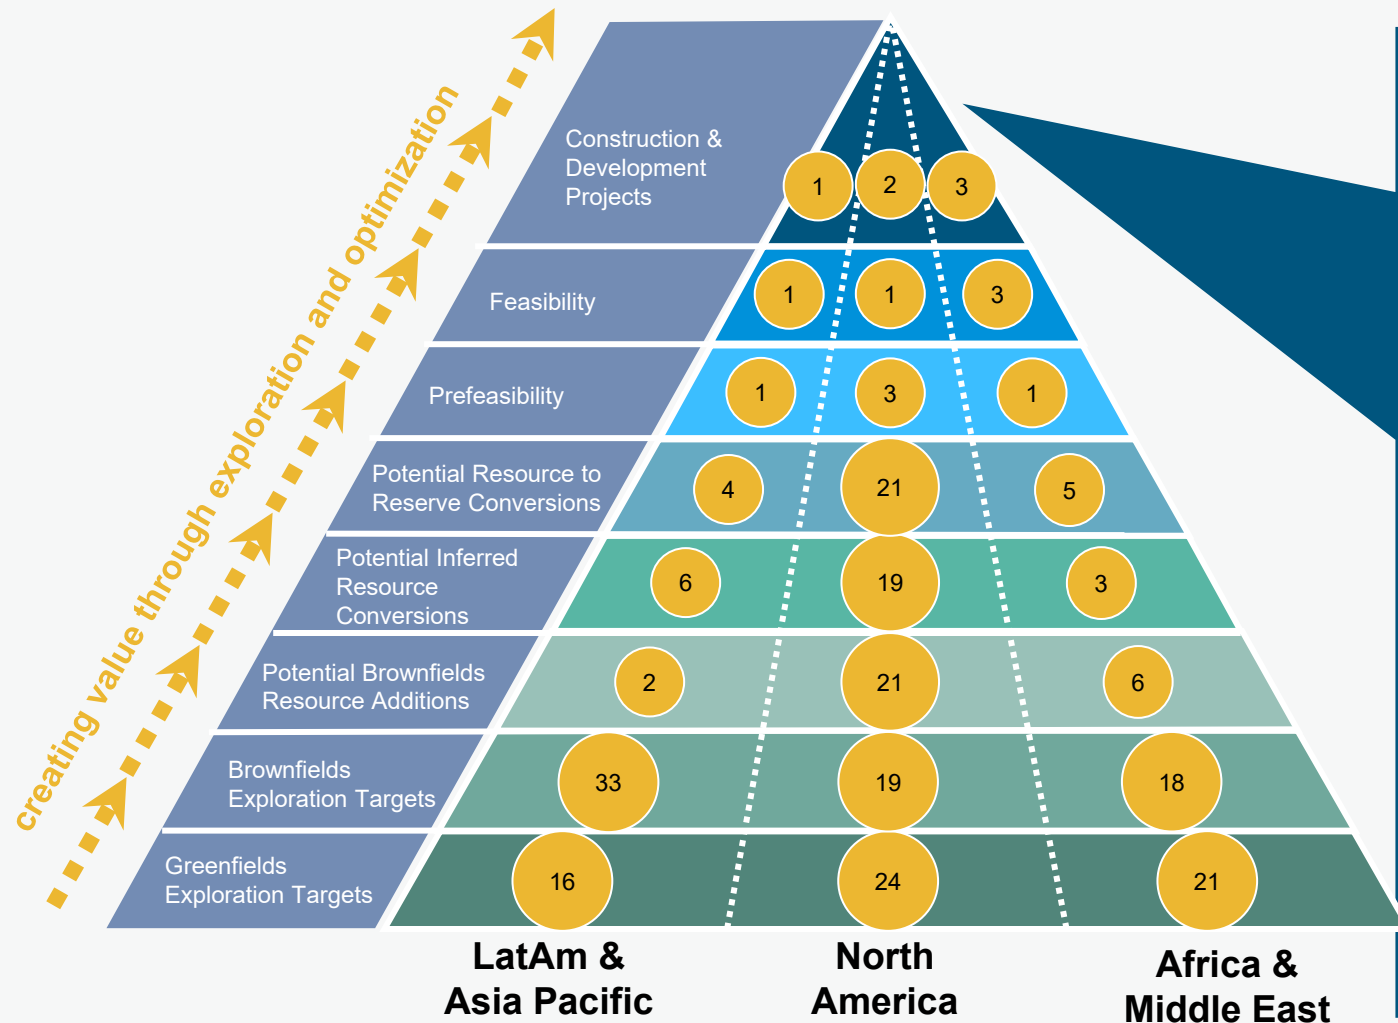 creating value through exploration and optimization
Construction &
Development
Projects
1
2
3
Feasibility
1
1
3
Prefeasibility
1
3
1
Potential Resource to
Reserve Conversions
4
21
5
Potential Inferred
Resource
Conversions
6
19
3
Potential Brownfields
Resource Additions
2
21
6
Brownfields
Exploration Targets
33
19
18
Greenfields
Exploration Targets
16
24
21
LatAm &
Asia Pacific
North
America
Africa &
Middle East